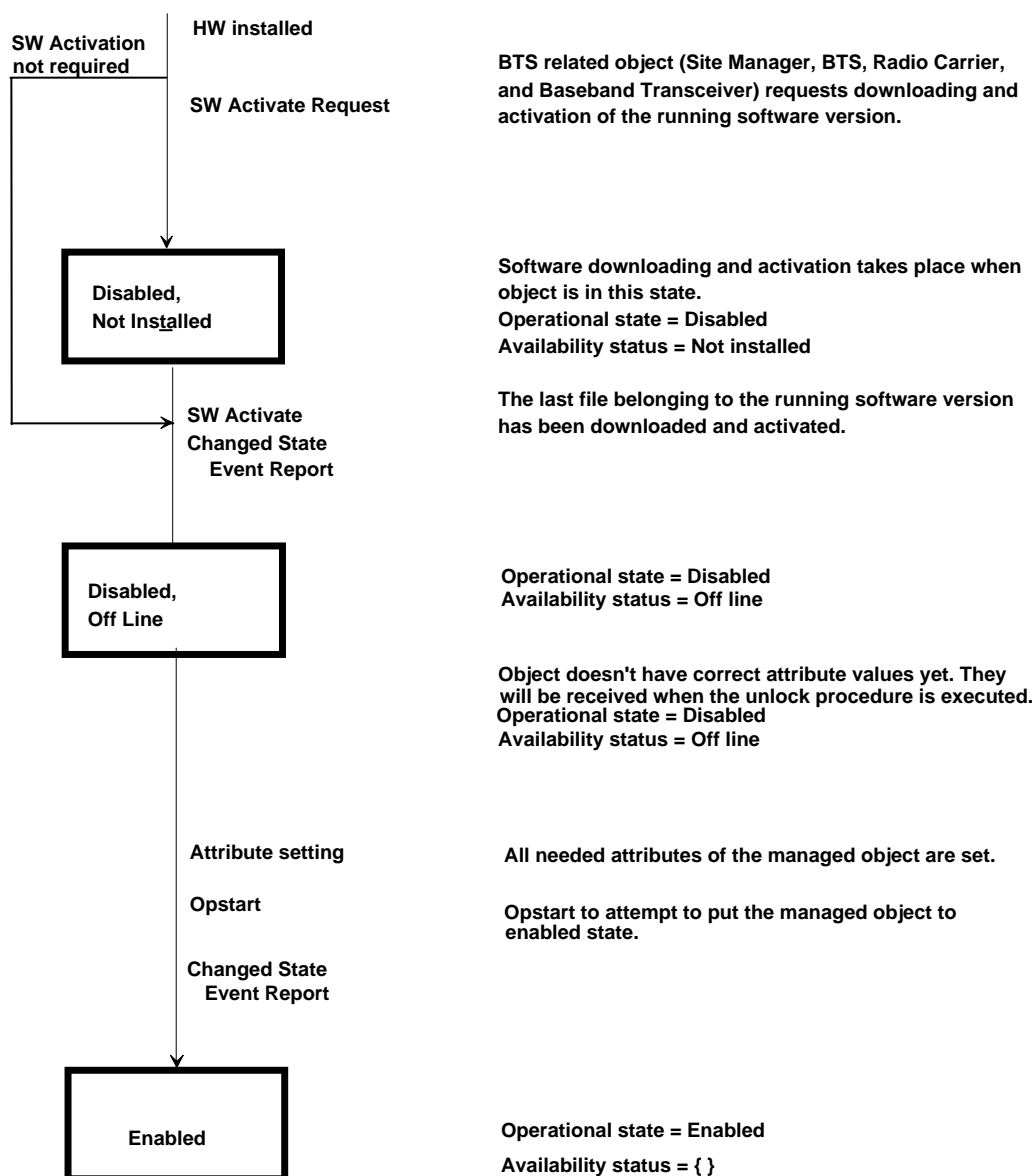 HW installed
SW Activation
not required
BTS related object (Site Manager, BTS, Radio Carrier,
and Baseband Transceiver) requests downloading and
activation of the running software version.
SW Activate Request
Disabled,
Not Installed
Software downloading and activation takes place when
object is in this state.
Operational state = Disabled
Availability status = Not installed
SW Activate
Changed State
Event Report
The last file belonging to the running software version
has been downloaded and activated.
Disabled,
Off Line
Operational state = Disabled
Availability status = Off line
Object doesn't have correct attribute values yet. They
will be received when the unlock procedure is executed.
Operational state = Disabled
Availability status = Off line
Attribute setting
All needed attributes of the managed object are set.
Opstart
Opstart to attempt to put the managed object to
enabled state.
Changed State
Event Report
Enabled
Operational state = Enabled
Availability status = { }